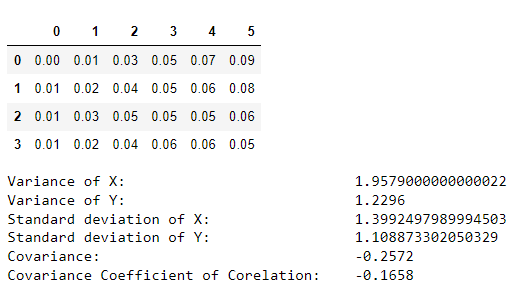 0 1 2 3 4 5
0 0.00 0.01 0.03 0.05 0.07 0.09
1 0.01 0.02 0.04 0.05 0.06 0.08
2 0.01 0.03 0.05 0.05 0.05 0.06
3 0.01 0.02 0.04 0.06 0.06 0.05
Variance of X: 1.9579000000000022
Variance of Y: 1.2296
Standard deviation of X: 1.3992497989994503
Standard deviation of Y: 1.108873302050329
Covariance: -0.2572
Covariance Coefficient of Corelation: -0.1658